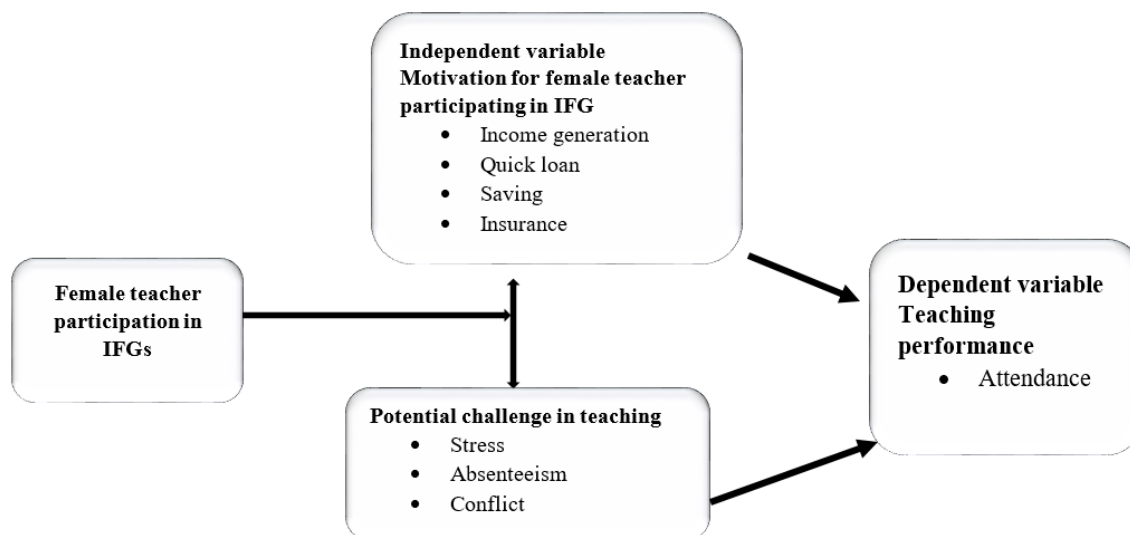 Independent variable
Motivation for female teacher
participating in IFG
• Income generation
• Quick loan
• Saving
• Insurance
Female teacher
participation in
IFGs
Dependent variable
Teaching
performance
• Attendance
Potential challenge in teaching
• Stress
• Absenteeism
• Conflict